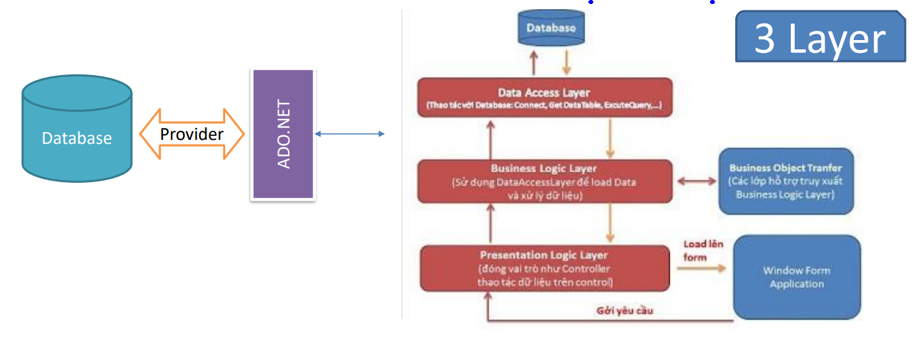 3 Layer
Database
Provider
ADO.NET
Database
Data Access Layer
(Thao tác với Database: Connect, Get DataTable, ExcuteQuery,...)
Business Logic Layer
(Sử dụng DataAccessLayer để load Data
và xử lý dữ liệu)
Business Object Tranfer
(Các lớp hỗ trợ truy xuất
Business Logic Layer)
Presentation Logic Layer
(đóng vai trò như Controller
thao tác dữ liệu trên control)
Load lên
form
Window Form
Application
Gởi yêu cầu